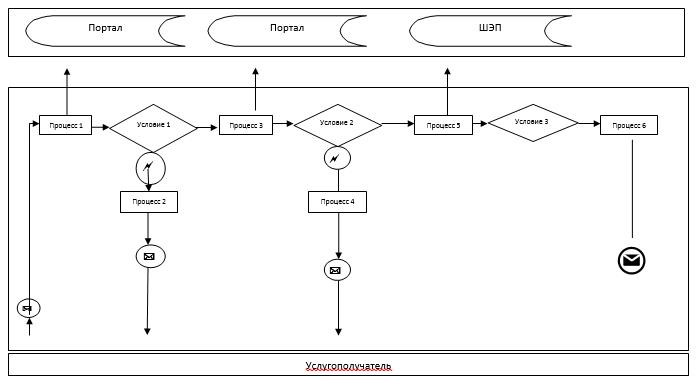 Портал
Портал
ШЭП
Процесс 1
Условие 1
Процесс 3
Условие 2
Процесс 5
Условие 3
Процесс 6
Процесс 2
Процесс 4
Услугополучатель